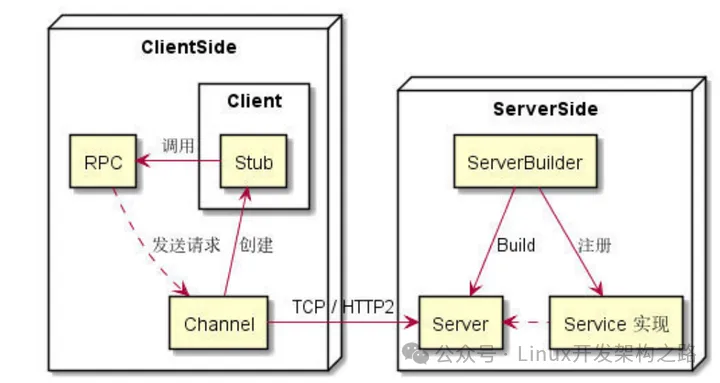 ClientSide
Client
RPC
调用
Stub
发送请求
创建
Channel
TCP / HTTP2
ServerSide
ServerBuilder
Build
注册
Server
Service 实现
公众号 · Linux开发架构之路